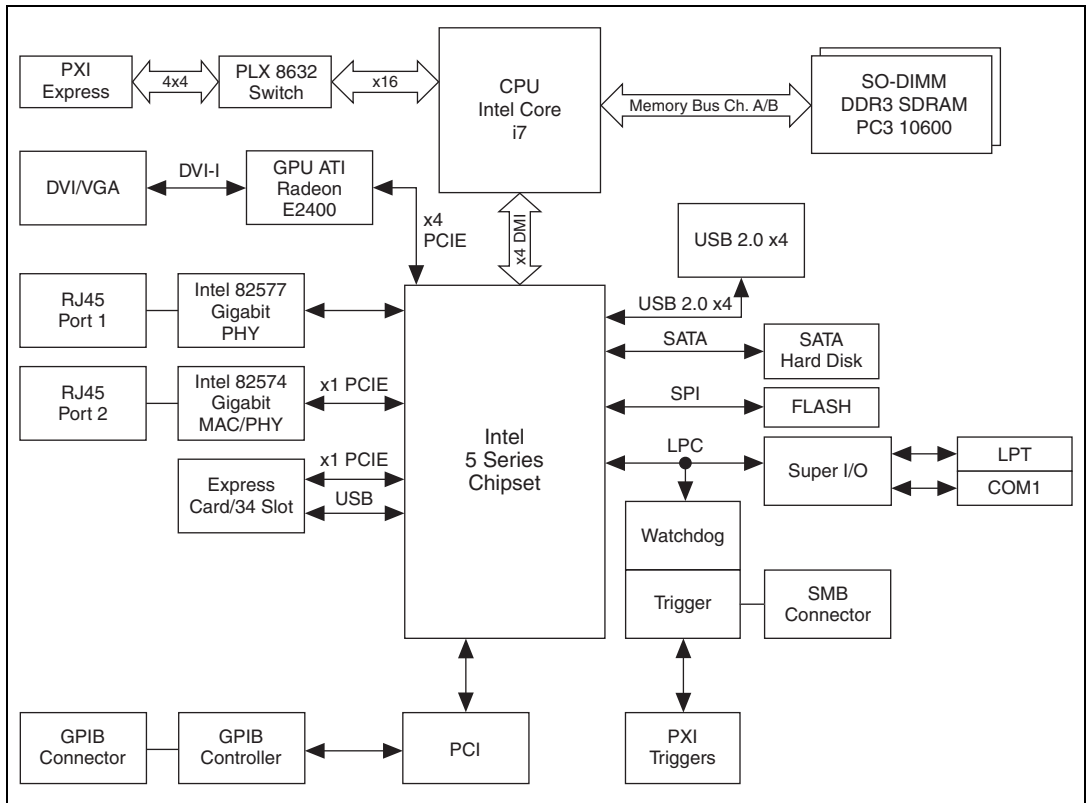 PXI
Express
4x4
PLX 8632
Switch
x16
CPU
Intel Core
i7
Memory Bus Ch. A/B
SO-DIMM
DDR3 SDRAM
PC3 10600
DVI/VGA
DVI-I
GPU ATI
Radeon
E2400
x4
PCIE
x4 DMI
USB 2.0 x4
RJ45
Port 1
Intel 82577
Gigabit
PHY
USB 2.0 x4
SATA
SATA
Hard Disk
RJ45
Port 2
Intel 82574
Gigabit
MAC/PHY
x1 PCIE
SPI
FLASH
Intel
5 Series
Chipset
Express
Card/34 Slot
x1 PCIE
USB
LPC
Super I/O
LPT
COM1
Watchdog
Trigger
SMB
Connector
GPIB
Connector
GPIB
Controller
PCI
PXI
Triggers